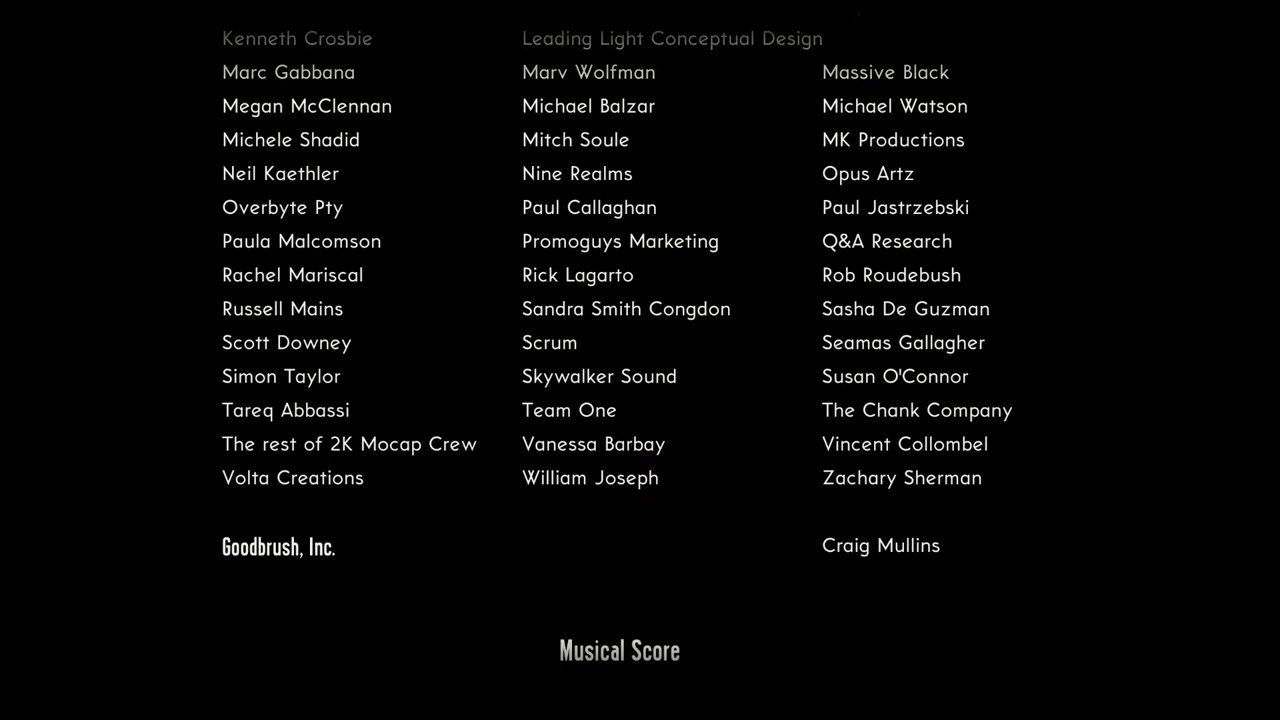 Kenneth Crosbie Leading Light Conceptual Design
Marc Gabbana Marv Wolfman Massive Black
Megan McClennan Michael Balzar Michael Watson
Michele Shadid Mitch Soule MK Productions
Neil Kaethler Nine Realms Opus Artz
Overbyte Pty Paul Callaghan Paul Jastrzebski
Paula Malcomson Promoguys Marketing Q&A Research
Rachel Mariscal Rick Lagarto Rob Roudebush
Russell Mains Sandra Smith Congdon Sasha De Guzman
Scott Downey Scrum Seamas Gallagher
Simon Taylor Skywalker Sound Susan O'Connor
Tareq Abbassi Team One The Chank Company
The rest of 2K Mocap Crew Vanessa Barbay Vincent Collombel
Volta Creations William Joseph Zachary Sherman
Goodbrush, Inc. Craig Mullins
Musical Score